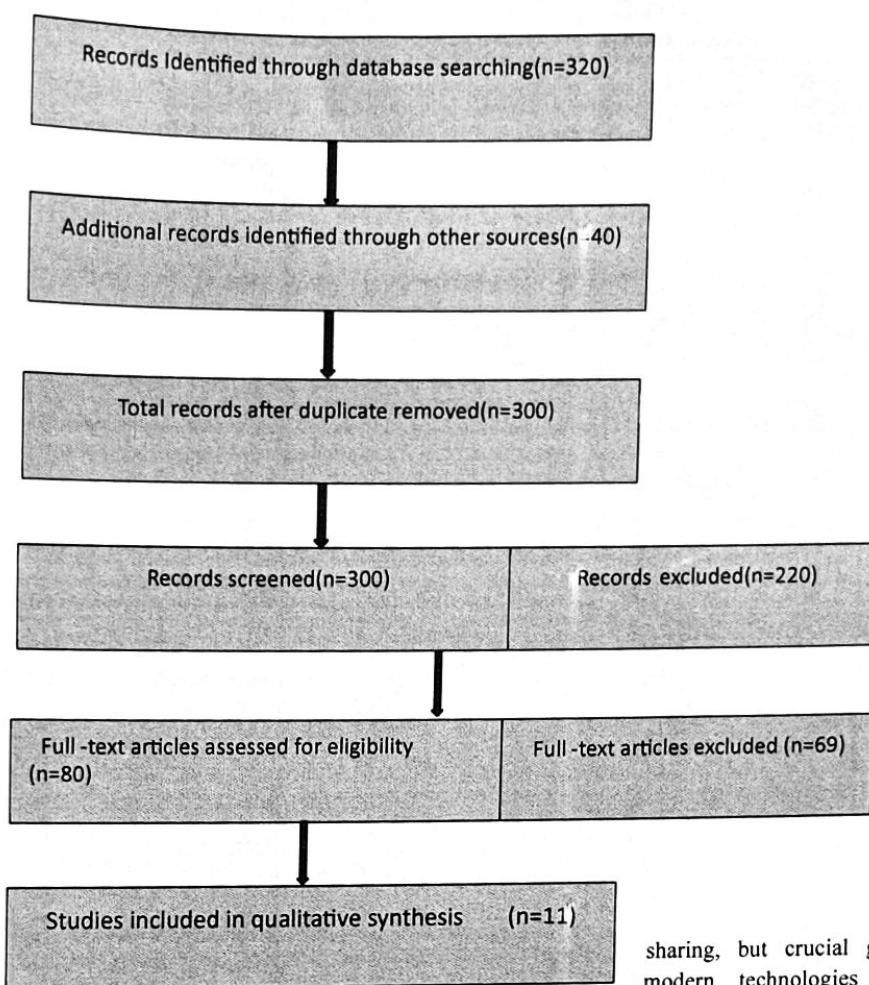 Records Identified through database searching(n=320)
Additional records identified through other sources(n-40)
Total records after duplicate removed(n=300)
Records screened(n=300)
Records excluded(n=220)
Full -text articles assessed for eligibility
(n=80)
Full -text articles excluded (n=69)
Studies included in qualitative synthesis (n=11)
sharing, but crucial
modern technologies